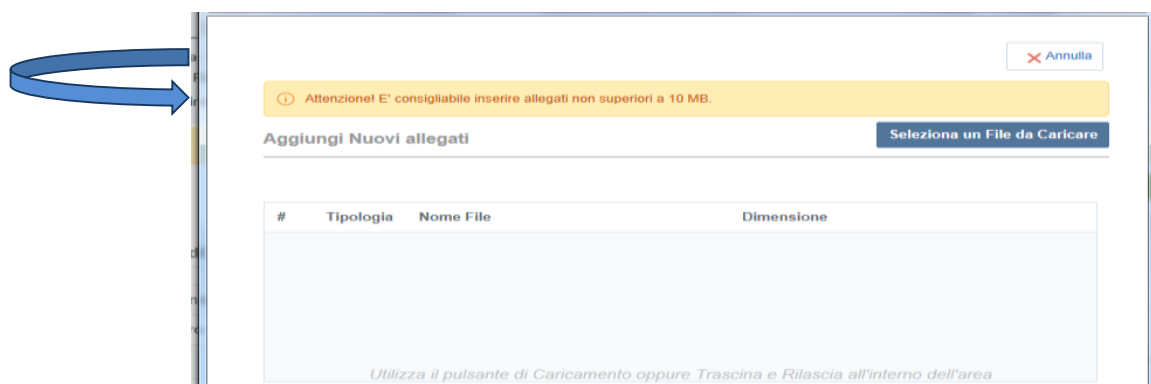 Annulla
Attenzione! E' consigliabile inserire allegati non superiori a 10 MB.
Aggiungi Nuovi allegati
Seleziona un File da Caricare
# Tipologia Nome File Dimensione
Utilizza il pulsante di Caricamento oppure Trascina e Rilascia all'interno dell'area